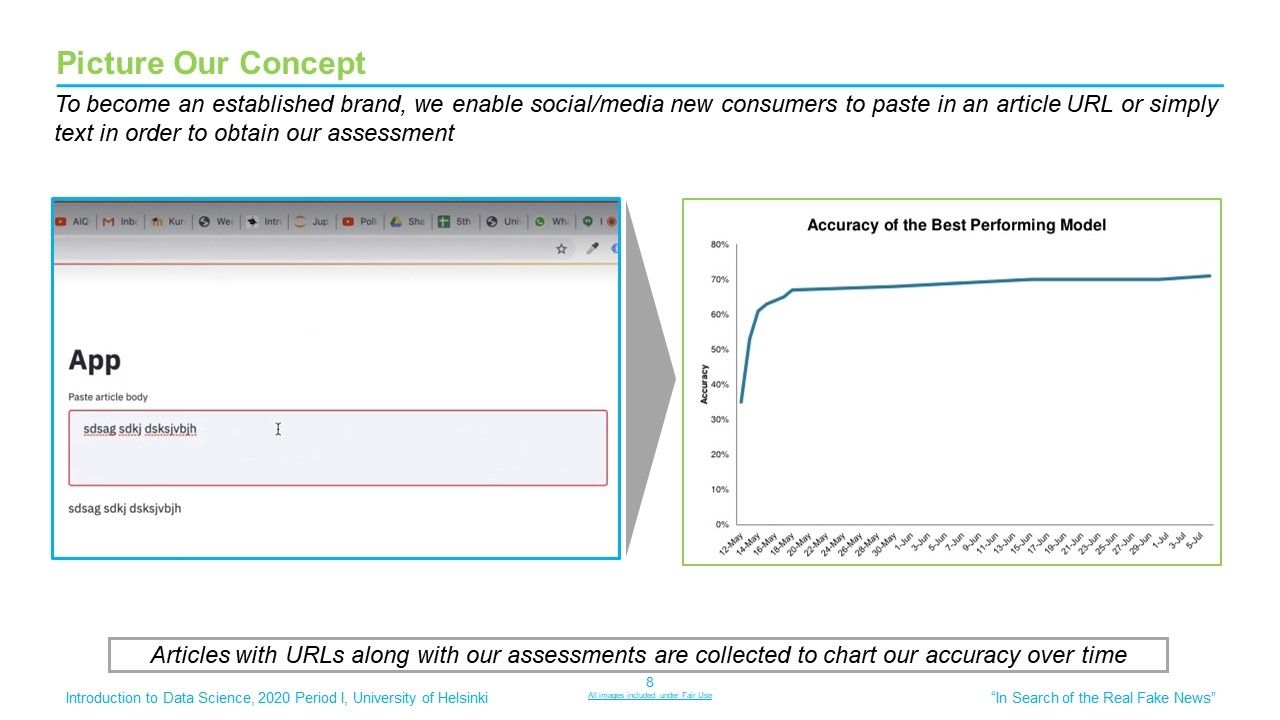 Picture Our Concept
To become an established brand, we enable social/media new consumers to paste in an article URL or simply
text in order to obtain our assessment
AIC Inbo Kur Wee Intr Jup Poli Sha 5th Uni Wh
App
Paste article body
sdsag sdkj dsksjvbjh
sdsag sdkj dsksjvbjh
Accuracy of the Best Performing Model
Accuracy
80%
70%
60%
50%
40%
30%
20%
10%
0%
12-May 14-May 16-May 18-May 20-May 22-May 24-May 26-May 28-May 30-May 1-Jun 3-Jun 5-Jun 7-Jun 9-Jun 11-Jun 13-Jun 15-Jun 17-Jun 19-Jun 21-Jun 23-Jun 25-Jun 27-Jun 29-Jun 1-Jul 3-Jul 5-Jul
Articles with URLs along with our assessments are collected to chart our accuracy over time
8
Introduction to Data Science, 2020 Period I, University of Helsinki
All images included under Fair Use
“In Search of the Real Fake News”